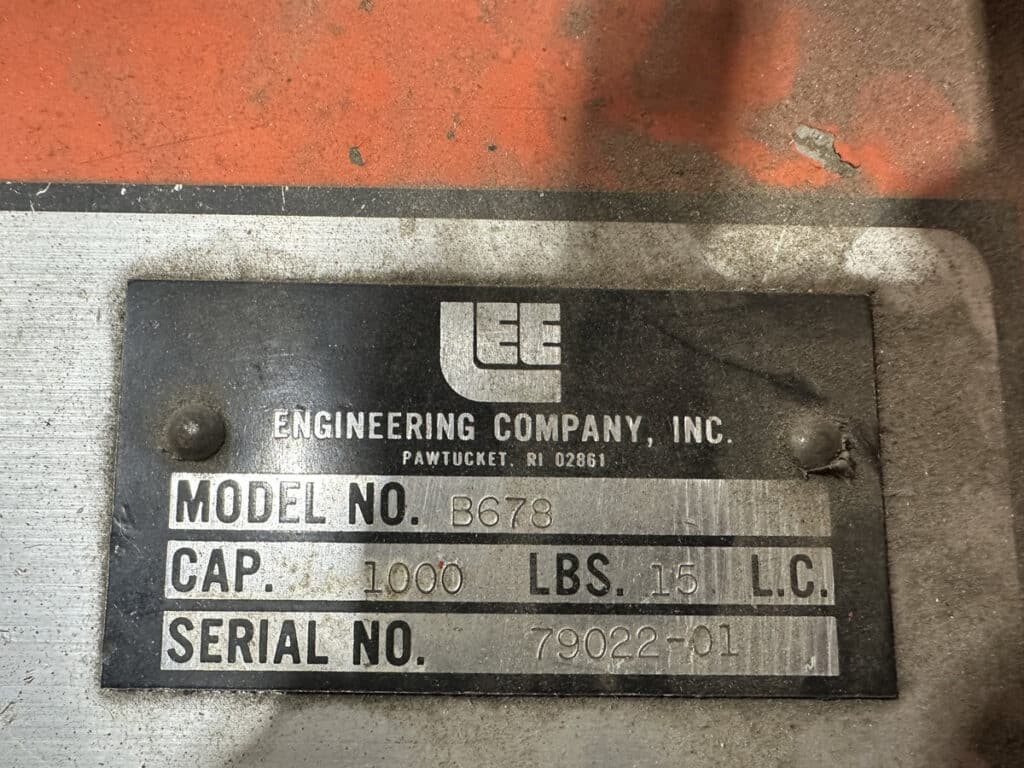 LEE
ENGINEERING COMPANY, INC.
PAWTUCKET, RI 02861
MODEL NO. B678
CAP. 1000 LBS. 15 L.C.
SERIAL NO. 79022-01